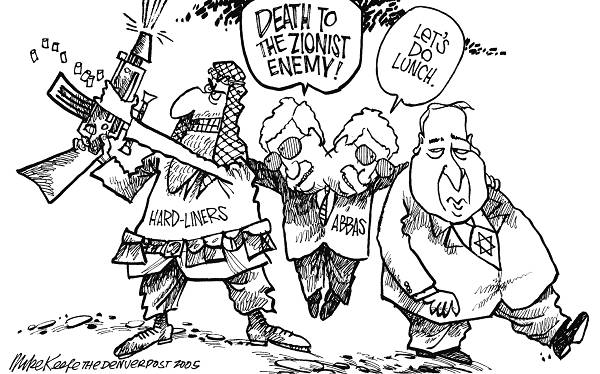 DEATH TO
THE ZIONIST
ENEMY!
LET'S
DO
LUNCH.
HARD-LINERS
ABBAS
Mike Keefe THE DENVER POST 2005